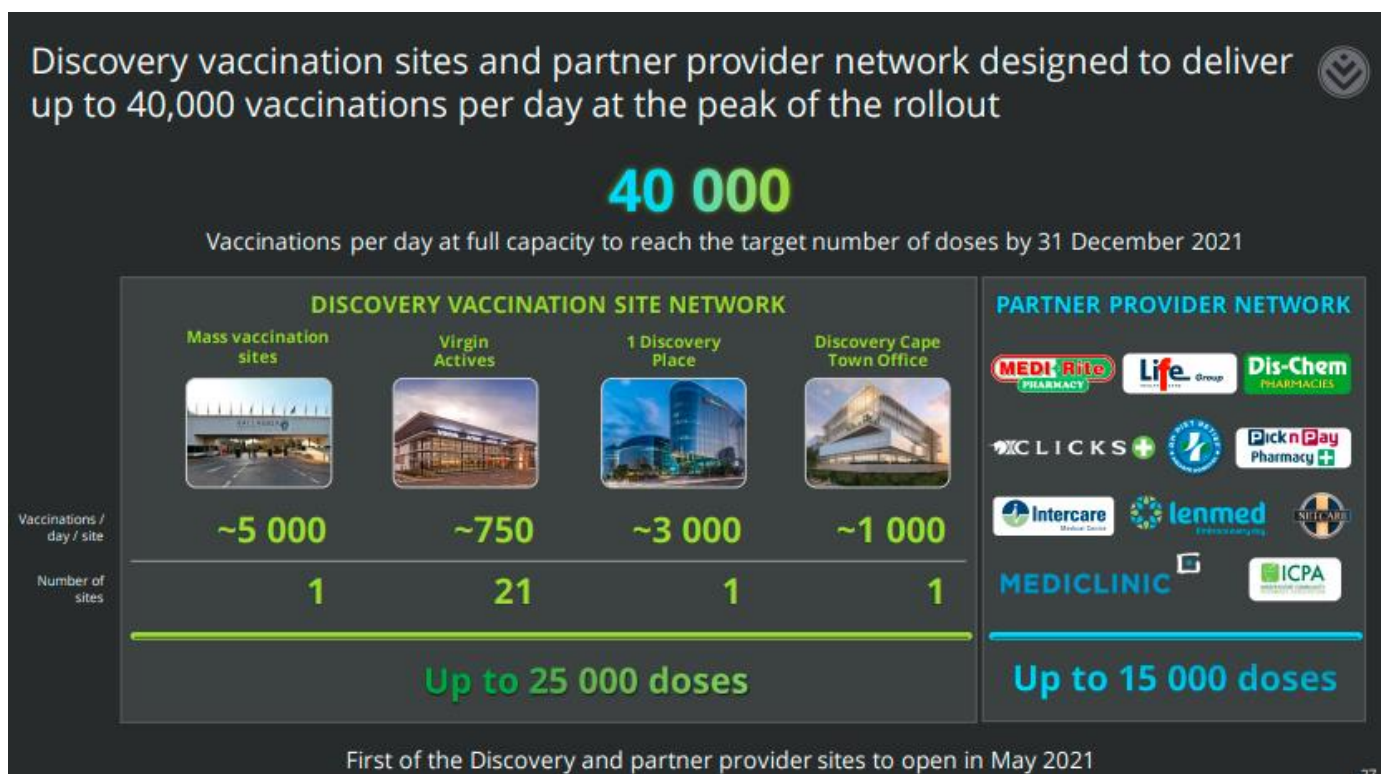 Discovery vaccination sites and partner provider network designed to deliver
up to 40,000 vaccinations per day at the peak of the rollout
40 000
Vaccinations per day at full capacity to reach the target number of doses by 31 December 2021
DISCOVERY VACCINATION SITE NETWORK
Mass vaccination
sites
Virgin
Actives
1 Discovery
Place
Discovery Cape
Town Office
Vaccinations /
day / site
~5 000
~750
~3 000
~1 000
Number of
sites
1
21
1
1
Up to 25 000 doses
PARTNER PROVIDER NETWORK
MEDI Rite
PHARMACY
Life
Group
Dis-Chem
PHARMACIES
CLICKS
Pick n Pay
Pharmacy
Intercare
lenmed
NETCARE
MEDICLINIC
ICPA
Up to 15 000 doses
First of the Discovery and partner provider sites to open in May 2021